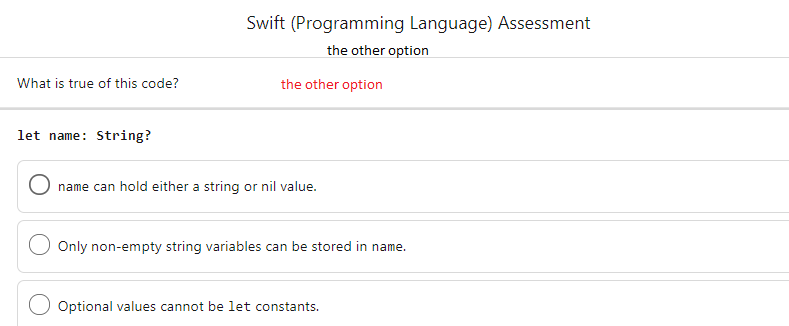 Swift (Programming Language) Assessment
the other option
What is true of this code?
the other option
let name: String?
name can hold either a string or nil value.
Only non-empty string variables can be stored in name.
Optional values cannot be let constants.